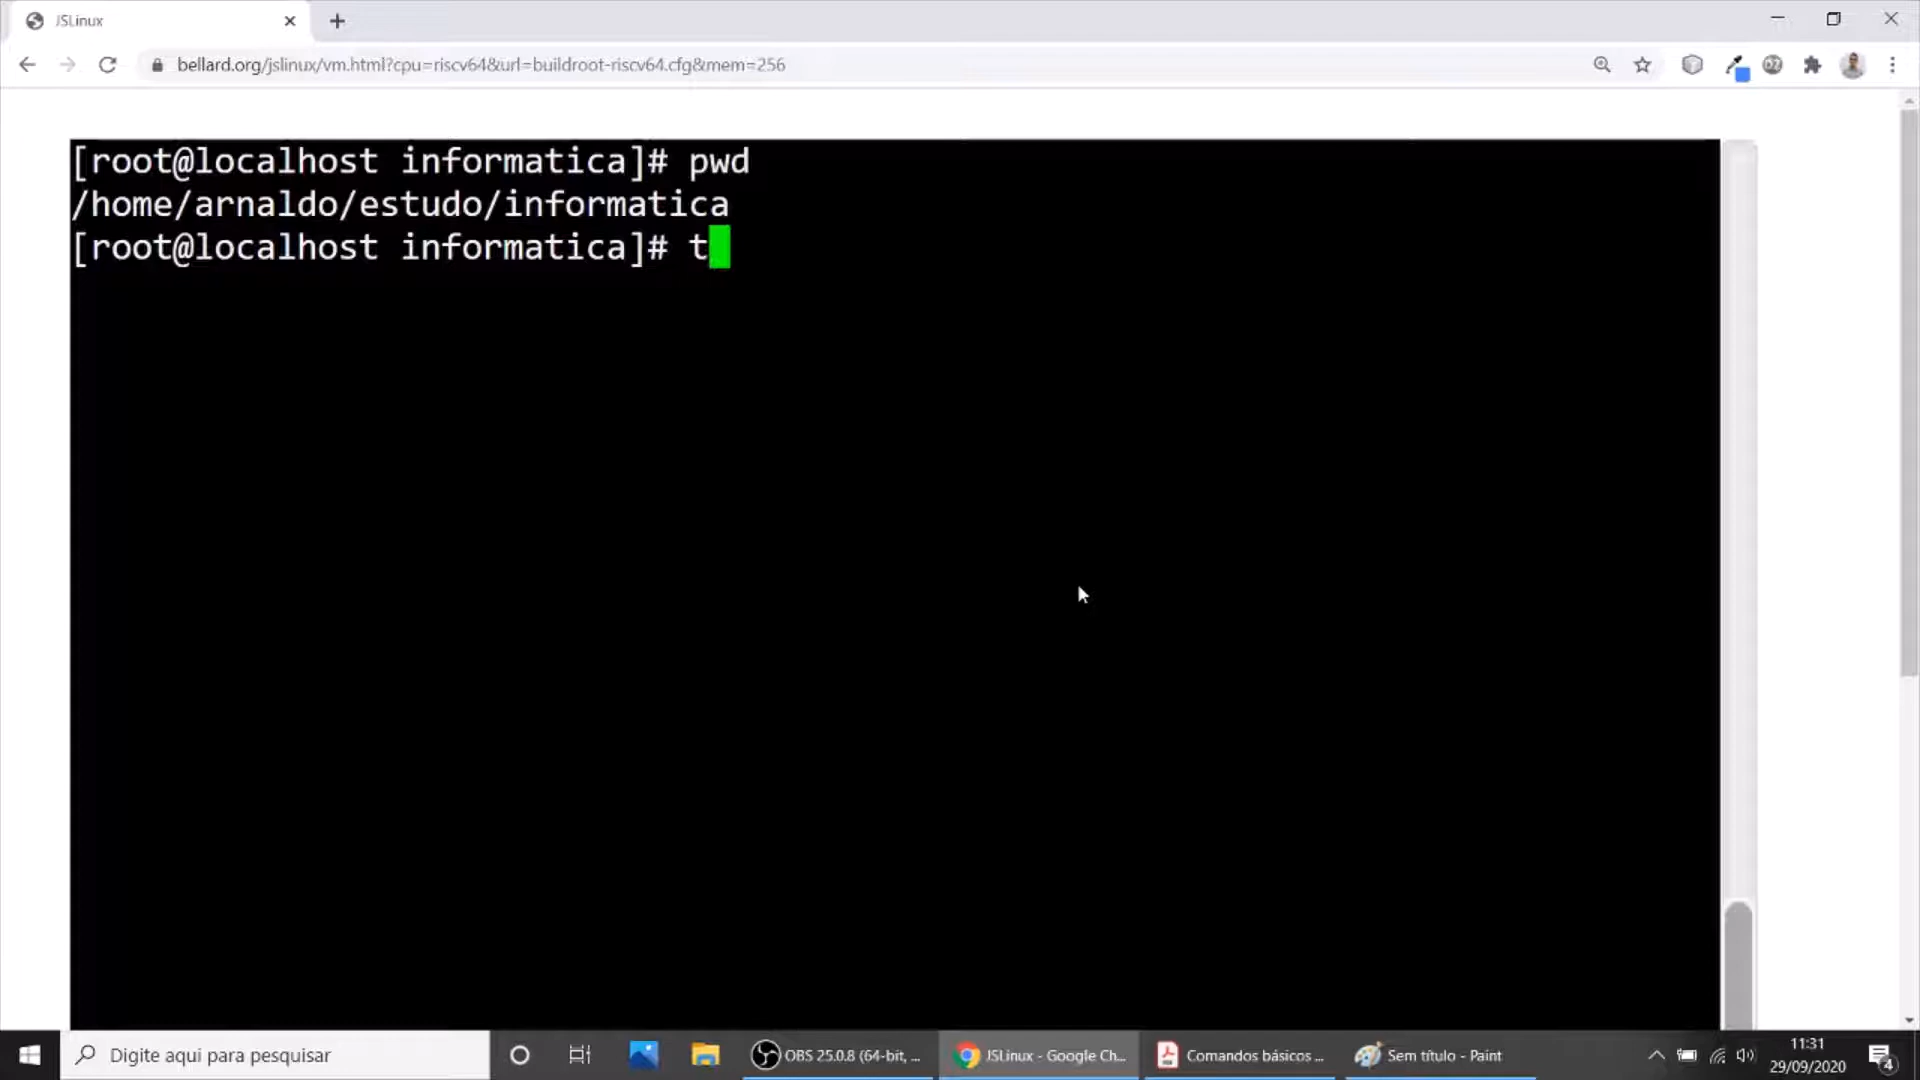 JSLinux
bellard.org/jslinux/vm.html?cpu=riscv64&url=buildroot-riscv64.cfg&mem=256
[root@localhost informatica]# pwd
/home/arnaldo/estudo/informatica
[root@localhost informatica]# t
Digite aqui para pesquisar
OBS 25.0.8 (64-bit, ...
JSLinux - Google Ch...
Comandos básicos ...
Sem título - Paint
11:31
29/09/2020
4